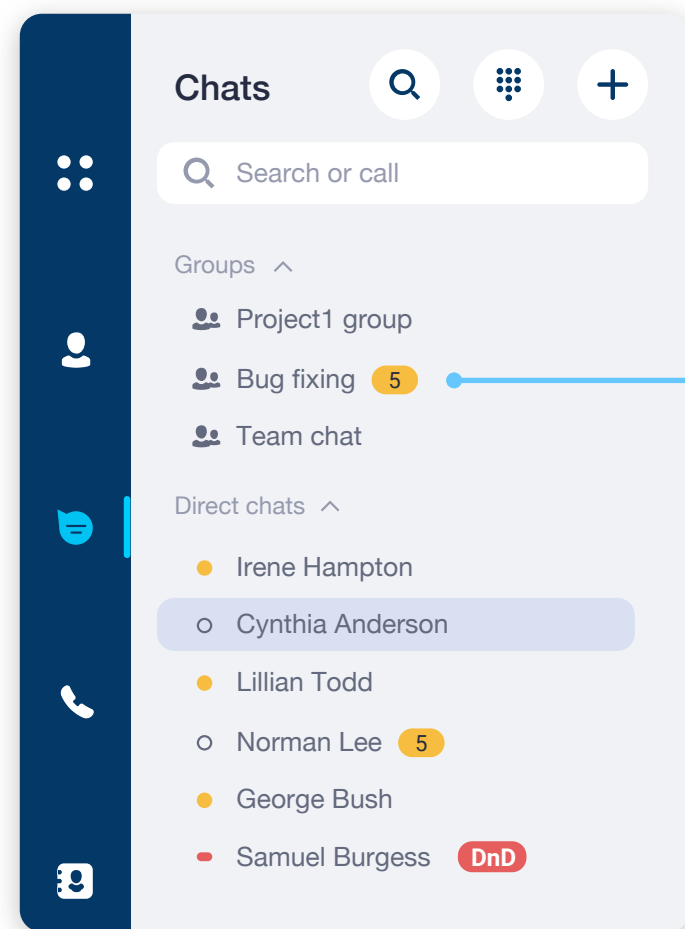 Chats
Search or call
Groups
Project1 group
Bug fixing 5
Team chat
Direct chats
Irene Hampton
Cynthia Anderson
Lillian Todd
Norman Lee 5
George Bush
Samuel Burgess DnD